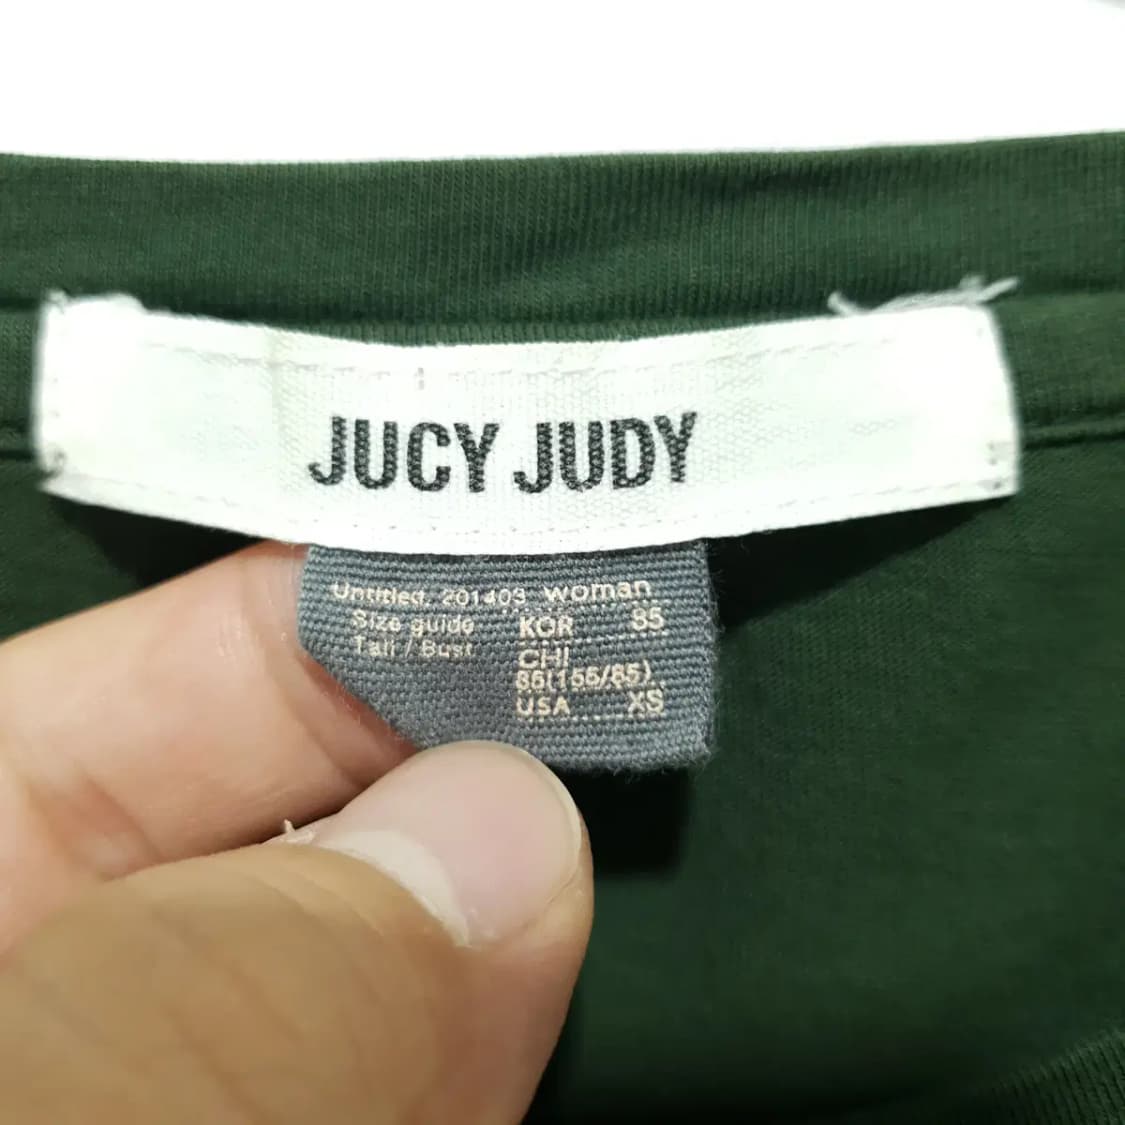 JUCY JUDY
Untitled. 201403 woman
Size guide KOR 85
Tall / Bust CHI
85(155/85)
USA XS